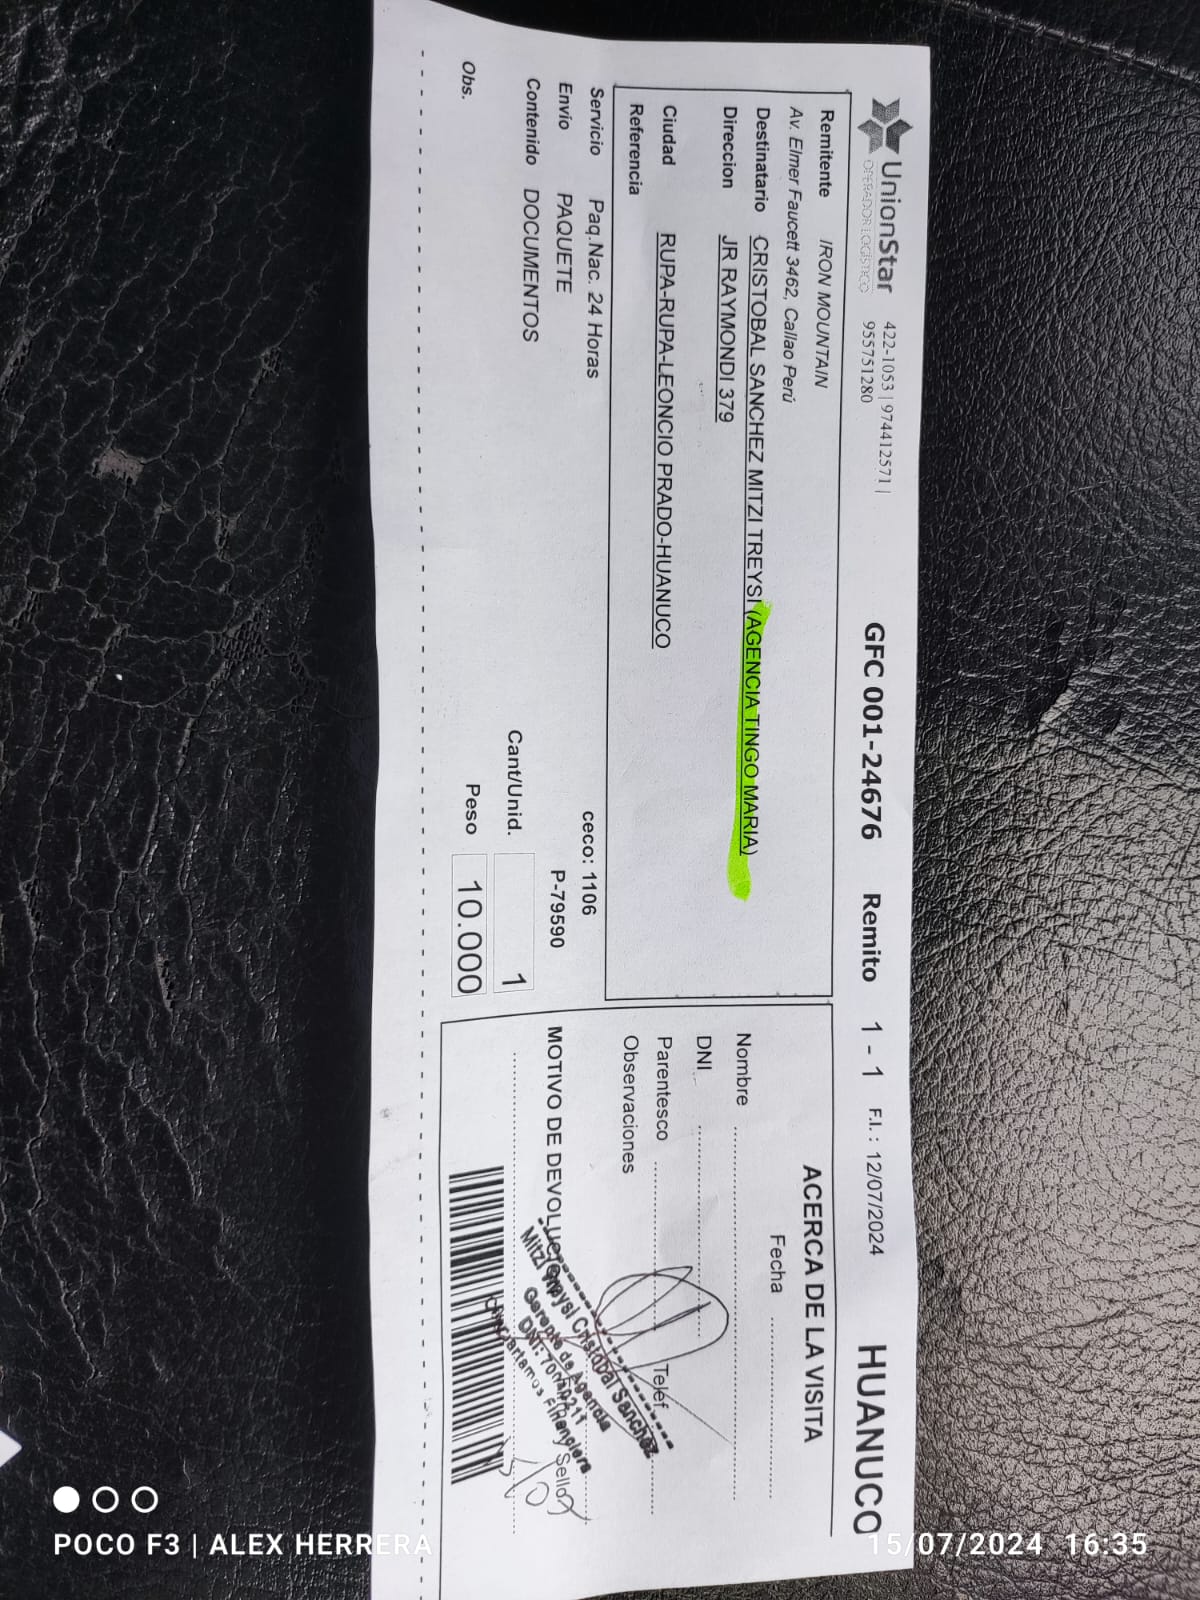 UnionStar
OPERADOR LOGÍSTICO
422-1053 | 974412571 |
955751280
GFC 001-24676 Remito 1 - 1 F.I. : 12/07/2024 HUANUCO
Remitente IRON MOUNTAIN
Av. Elmer Faucett 3462, Callao Perú
Destinatario CRISTOBAL SANCHEZ MITZI TREYSI (AGENCIA TINGO MARIA)
Direccion JR RAYMONDI 379
Ciudad RUPA-RUPA-LEONCIO PRADO-HUANUCO
Referencia
Servicio Paq.Nac. 24 Horas ceco: 1106
Envio PAQUETE P-79590
Contenido DOCUMENTOS Cant/Unid. 1
Obs. Peso 10.000
ACERCA DE LA VISITA
Fecha
Nombre
DNI
Parentesco Telef.
Observaciones
MOTIVO DE
y Sello
Cristobal Sanchez
Gerente de Agencia
POCO F3 | ALEX HERRERA 15/07/2024 16:35